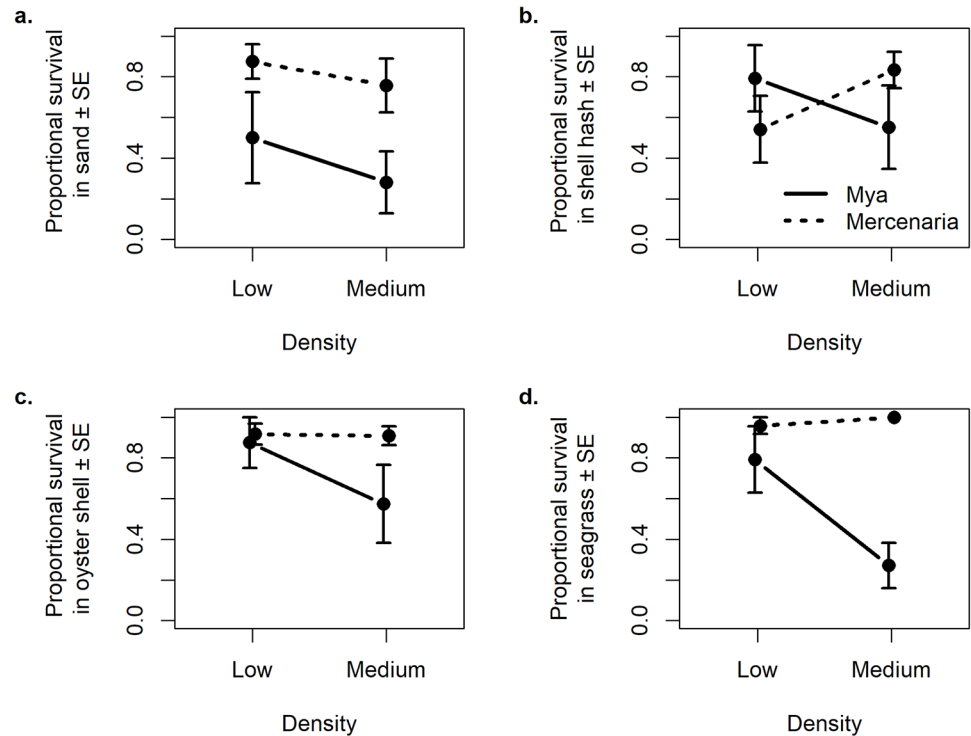 a.
Proportional survival
in sand ± SE
0.0 0.4 0.8
Low Medium
Density
b.
Proportional survival
in shell hash ± SE
0.0 0.4 0.8
Mya
Mercenaria
Low Medium
Density
c.
Proportional survival
in oyster shell ± SE
0.0 0.4 0.8
Low Medium
Density
d.
Proportional survival
in seagrass ± SE
0.0 0.4 0.8
Low Medium
Density